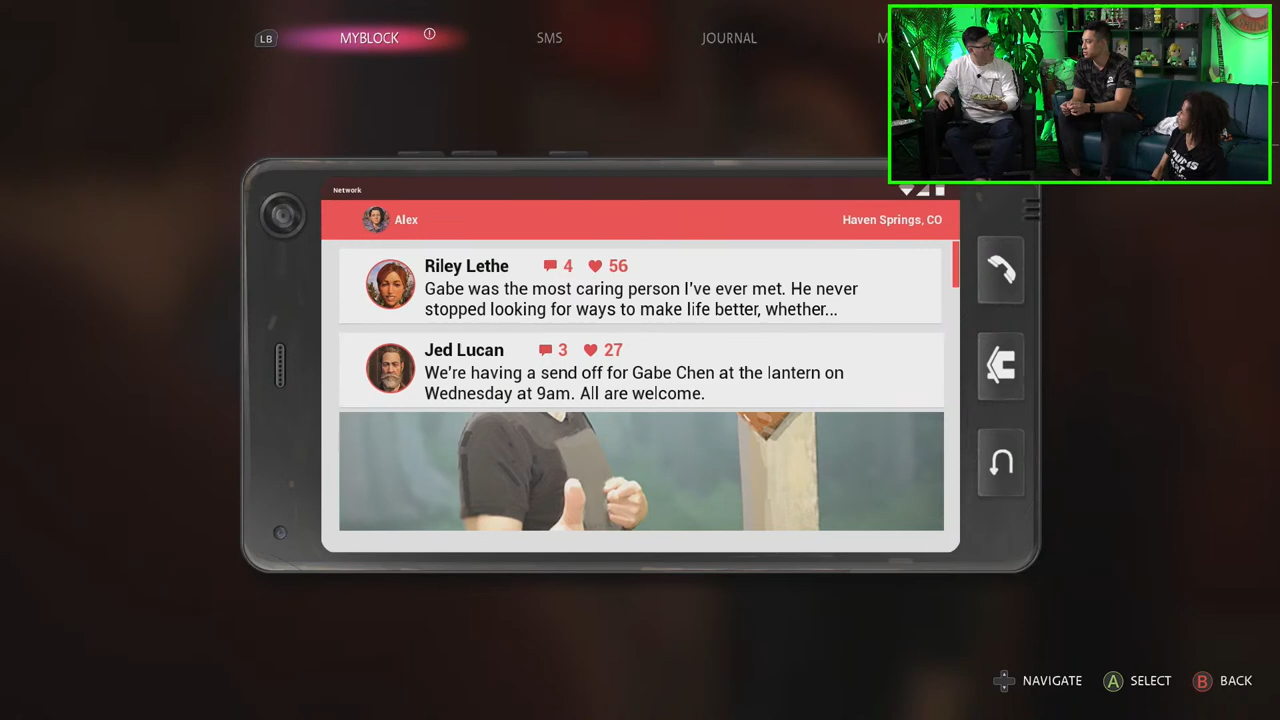 LB MYBLOCK SMS JOURNAL
Network
Alex
Haven Springs, CO
Riley Lethe 4 56
Gabe was the most caring person I've ever met. He never
stopped looking for ways to make life better, whether...
Jed Lucan 3 27
We're having a send off for Gabe Chen at the lantern on
Wednesday at 9am. All are welcome.
NAVIGATE A SELECT B BACK